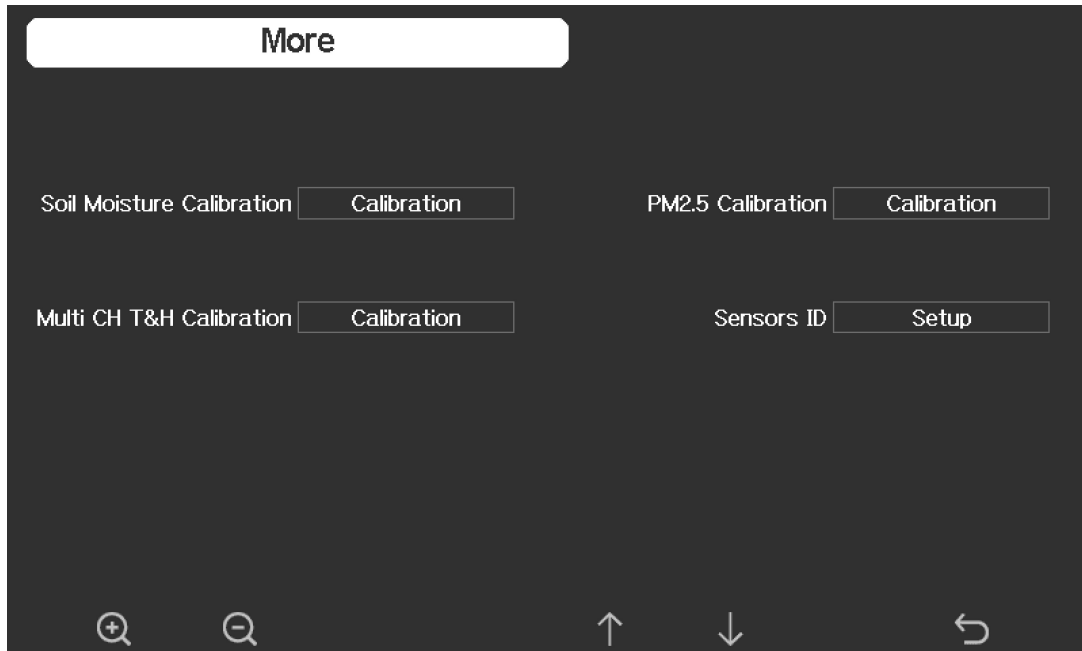 More
Soil Moisture Calibration Calibration
PM2.5 Calibration Calibration
Multi CH T&H Calibration Calibration
Sensors ID Setup